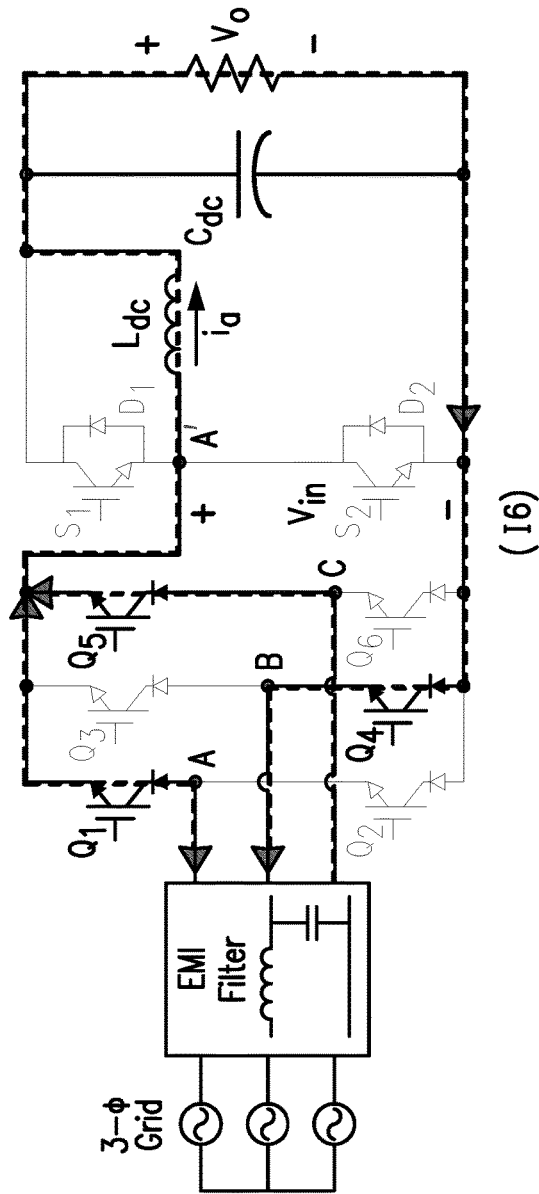 3-ϕ
Grid
EMI
Filter
Q1
Q3
Q5
A
B
C
Q2
Q4
Q6
S1
D1
A'
+
Vin
-
S2
D2
Ldc
ia
Cdc
+
Vo
-
(I6)